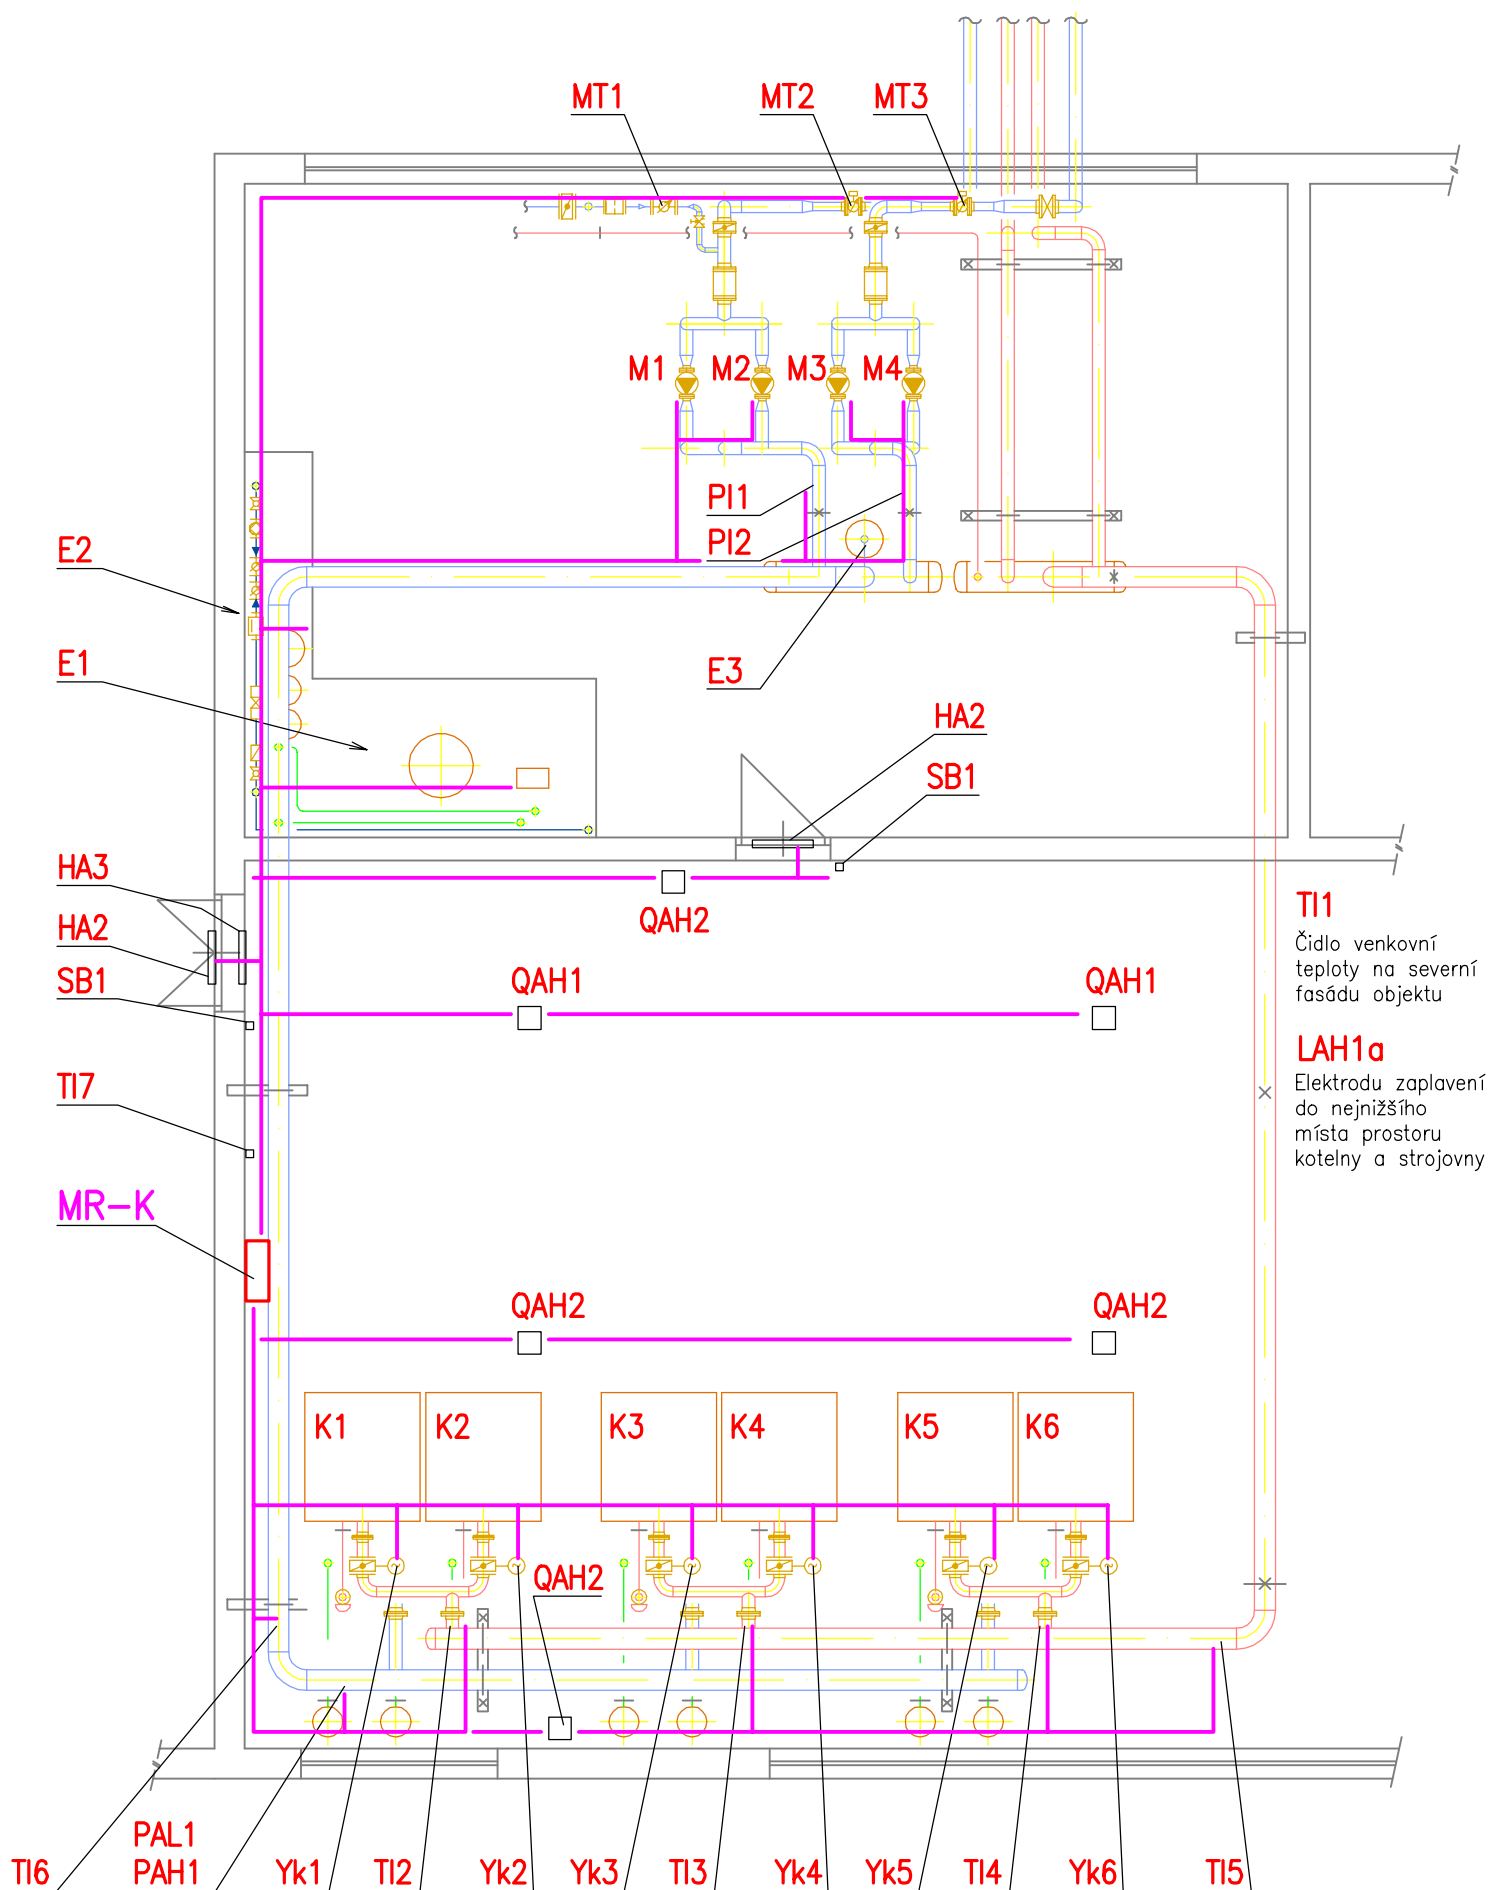 MT1
MT2
MT3
M1
M2
M3
M4
PI1
PI2
E2
E1
E3
HA2
SB1
HA3
HA2
SB1
QAH2
QAH1
QAH1
TI1
Čidlo venkovní
teploty na severní
fasádu objektu
LAH1a
Elektrodu zaplavení
do nejnižšího
místa prostoru
kotelny a strojovny
TI7
MR-K
QAH2
QAH2
K1
K2
K3
K4
K5
K6
QAH2
PAL1
TI6
PAH1
Yk1
TI2
Yk2
Yk3
TI3
Yk4
Yk5
TI4
Yk6
TI5